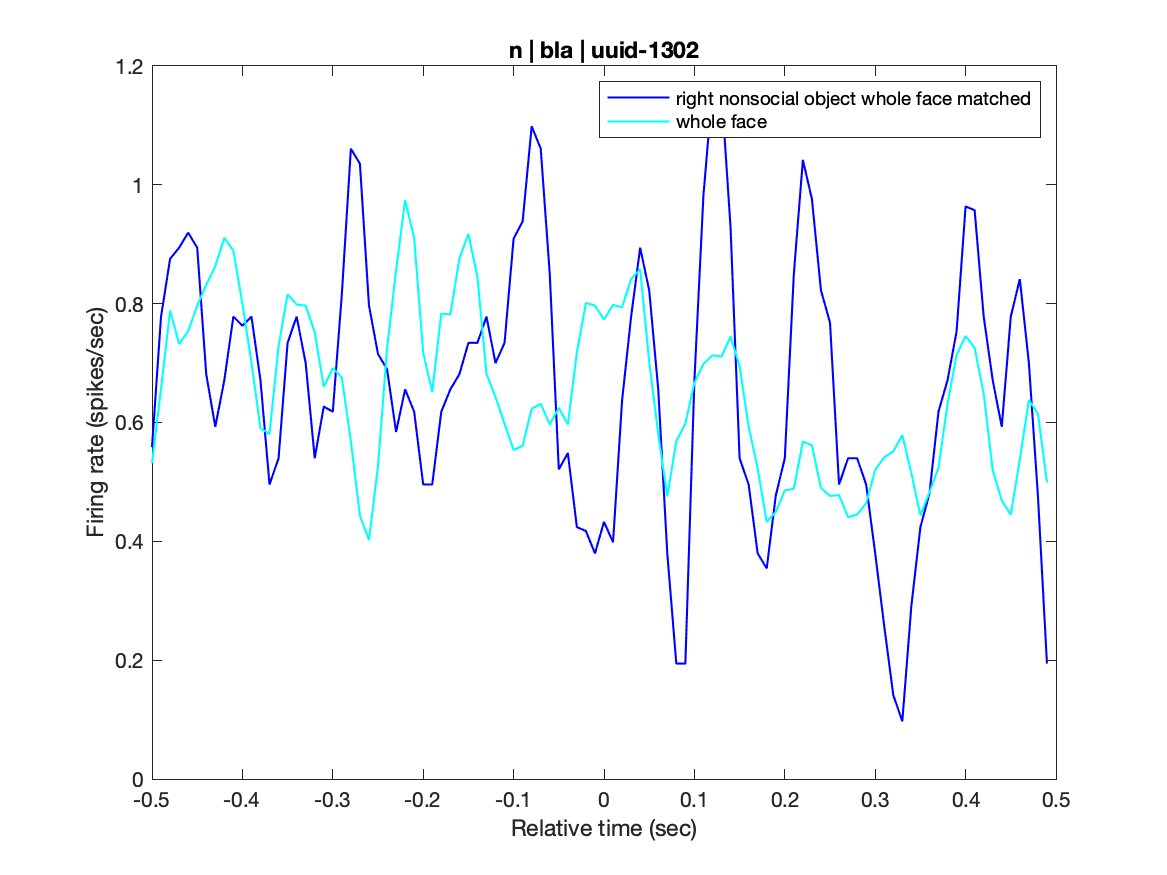 n | bla | uuid-1302
right nonsocial object whole face matched
whole face
1.2
1
0.8
0.6
0.4
0.2
0
Firing rate (spikes/sec)
-0.5 -0.4 -0.3 -0.2 -0.1 0 0.1 0.2 0.3 0.4 0.5
Relative time (sec)